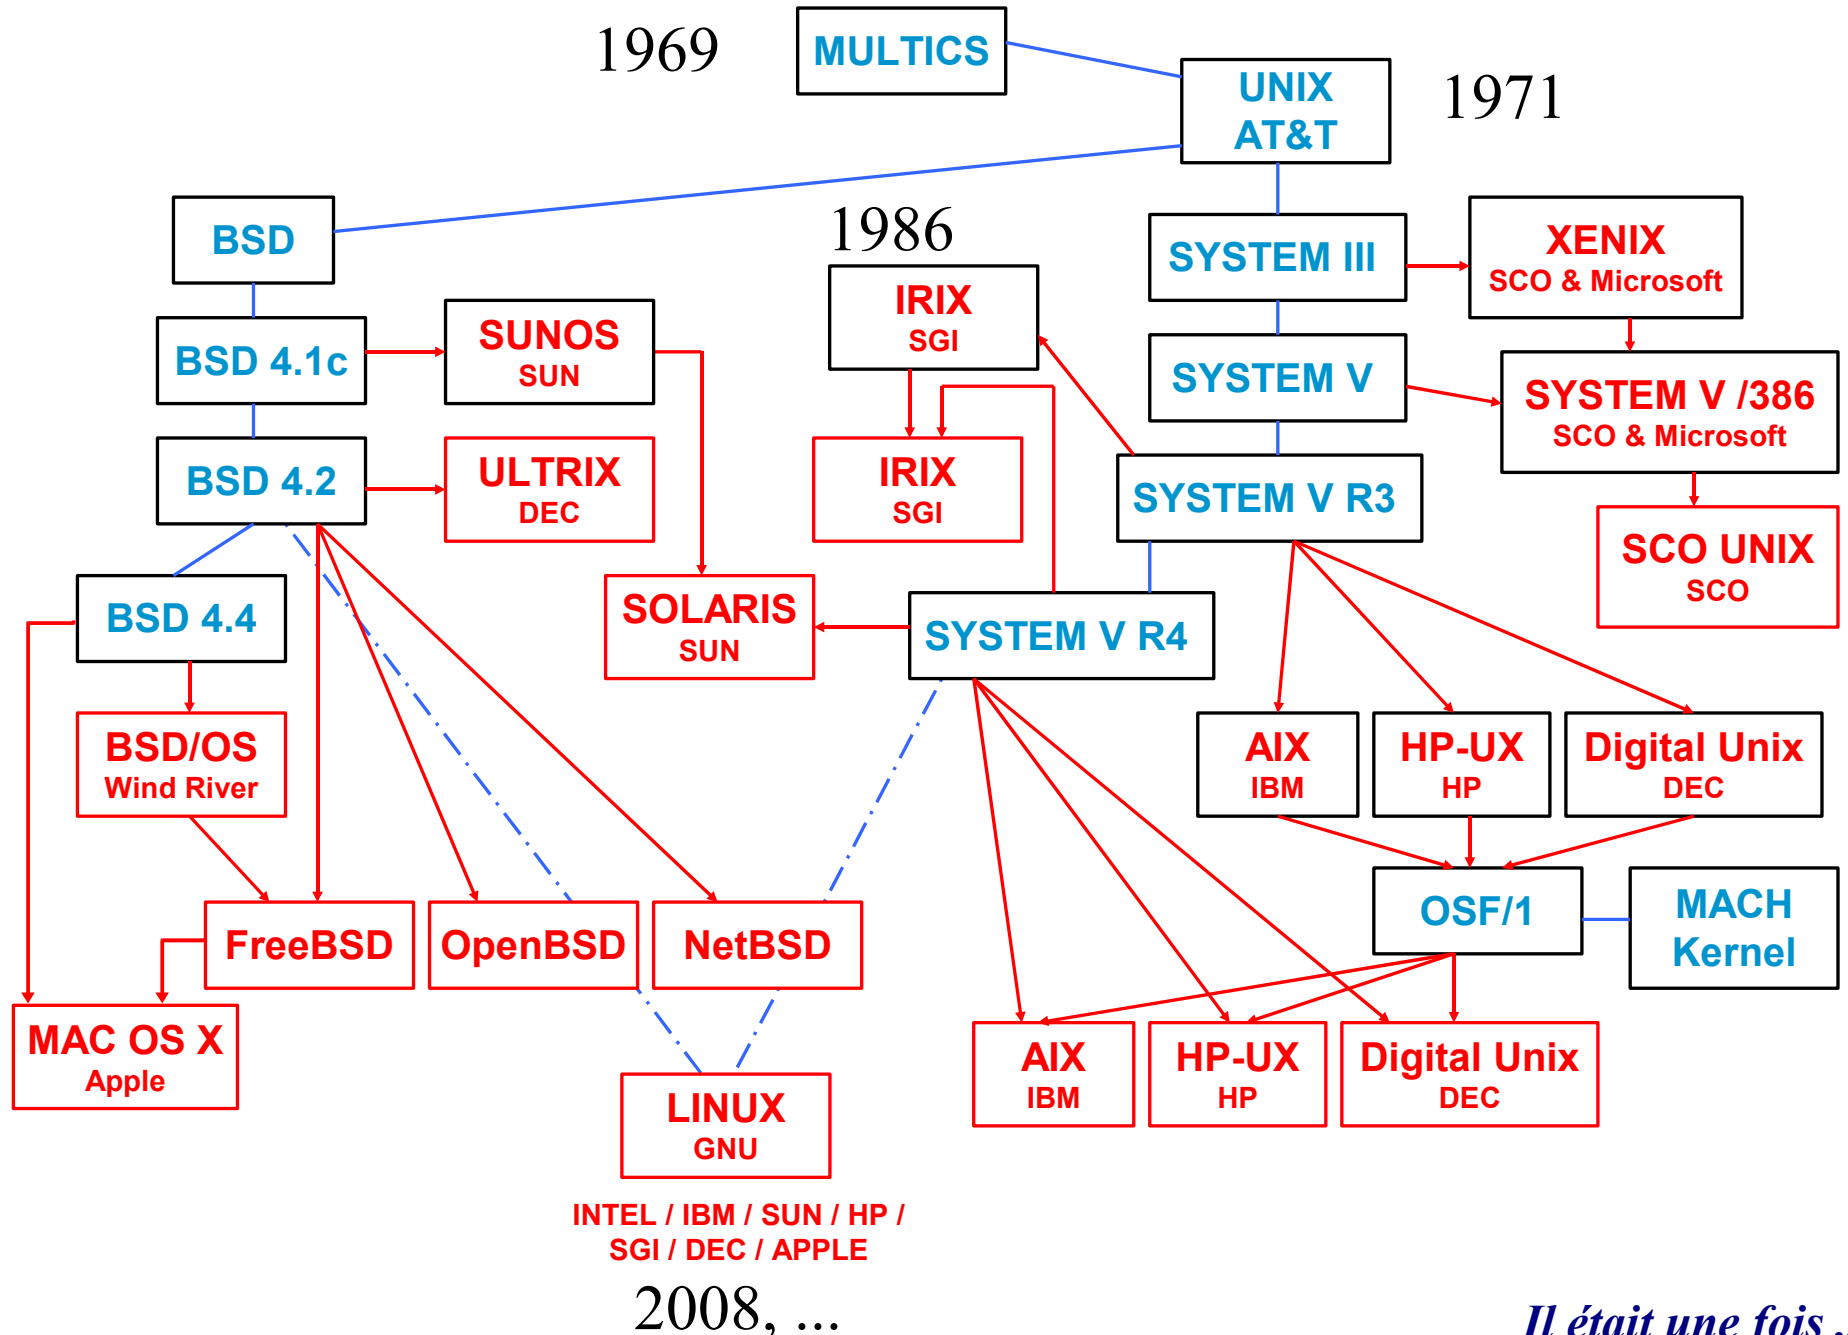 1969
MULTICS
UNIX
AT&T
1971
BSD
1986
SYSTEM III
XENIX
SCO & Microsoft
IRIX
SGI
BSD 4.1c
SUNOS
SUN
SYSTEM V
SYSTEM V /386
SCO & Microsoft
BSD 4.2
ULTRIX
DEC
IRIX
SGI
SYSTEM V R3
SCO UNIX
SCO
BSD 4.4
SOLARIS
SUN
SYSTEM V R4
BSD/OS
Wind River
AIX
IBM
HP-UX
HP
Digital Unix
DEC
FreeBSD
OpenBSD
NetBSD
OSF/1
MACH
Kernel
MAC OS X
Apple
AIX
IBM
HP-UX
HP
Digital Unix
DEC
LINUX
GNU
INTEL / IBM / SUN / HP /
SGI / DEC / APPLE
2008, ...
Il était une fois .